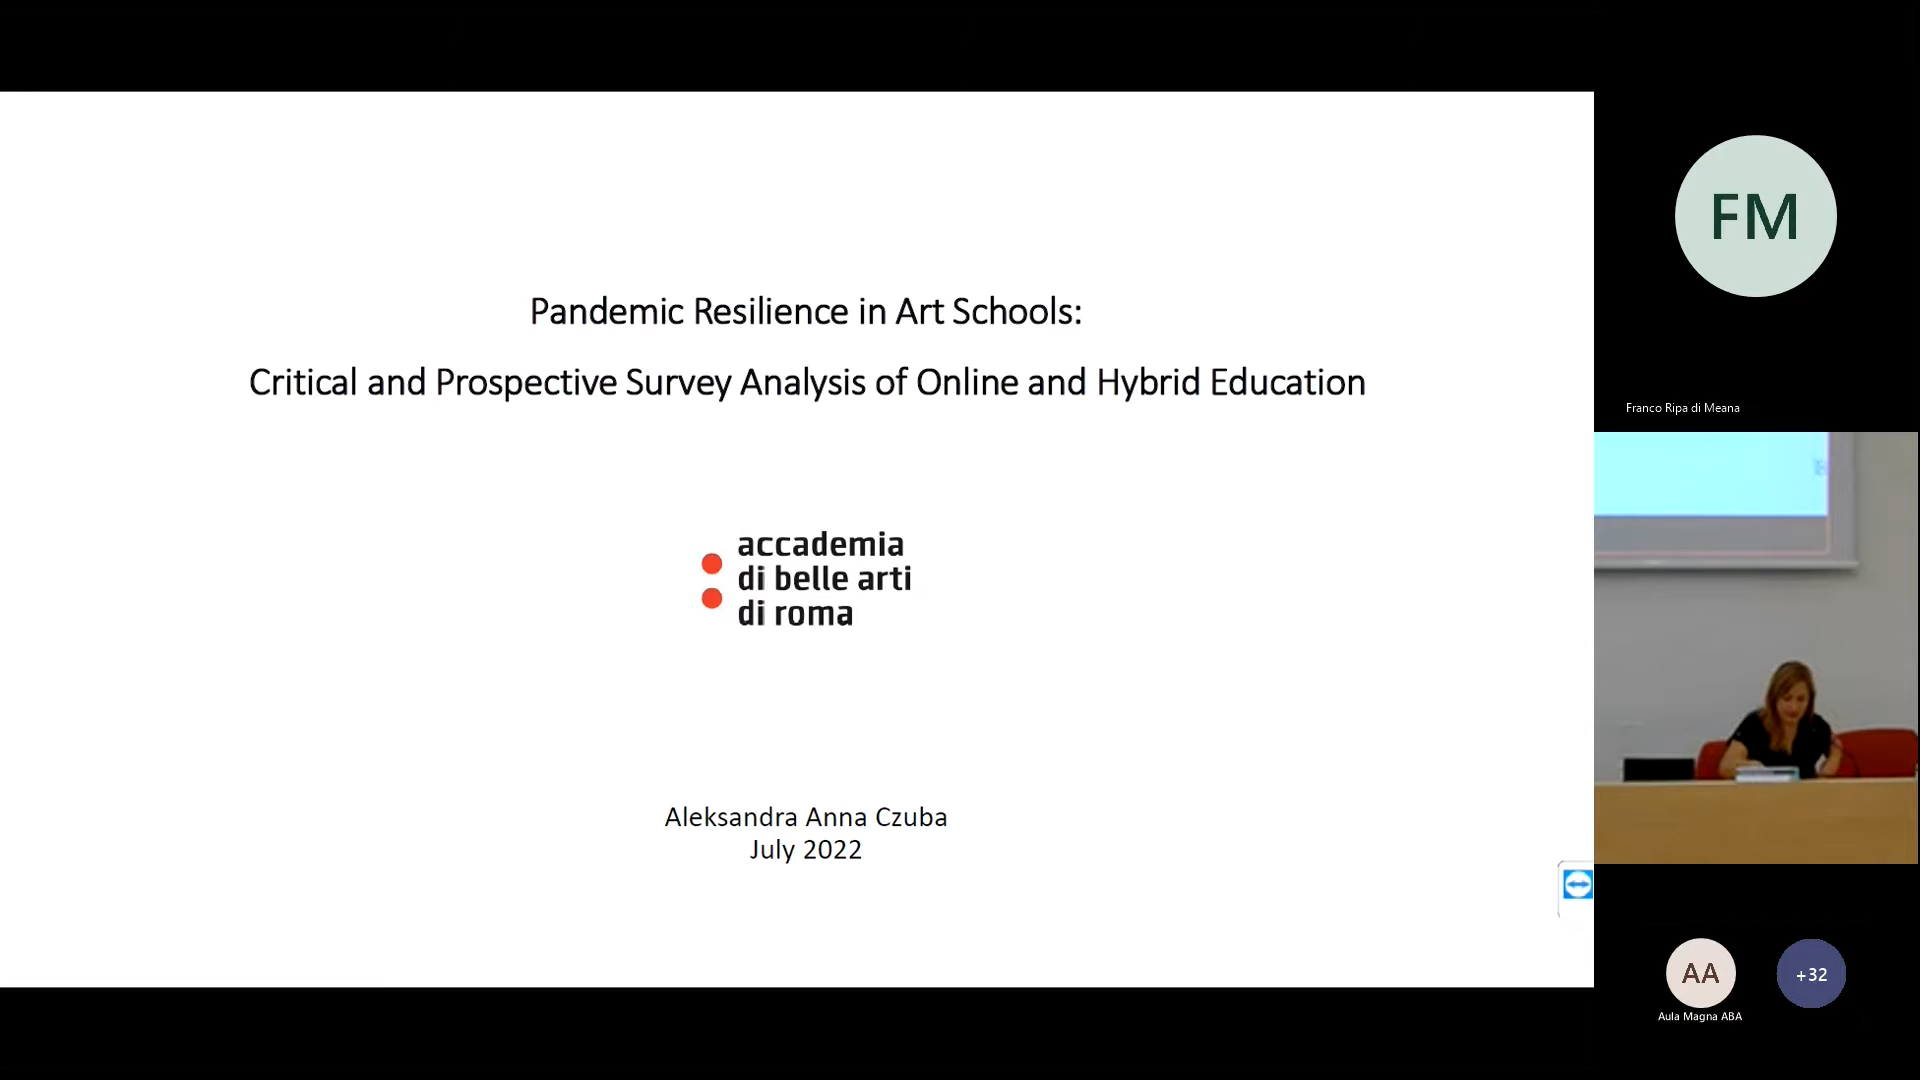 Pandemic Resilience in Art Schools:
Critical and Prospective Survey Analysis of Online and Hybrid Education
accademia
di belle arti
di roma
Aleksandra Anna Czuba
July 2022
FM
Franco Ripa di Meana
AA
+32
Aula Magna ABA